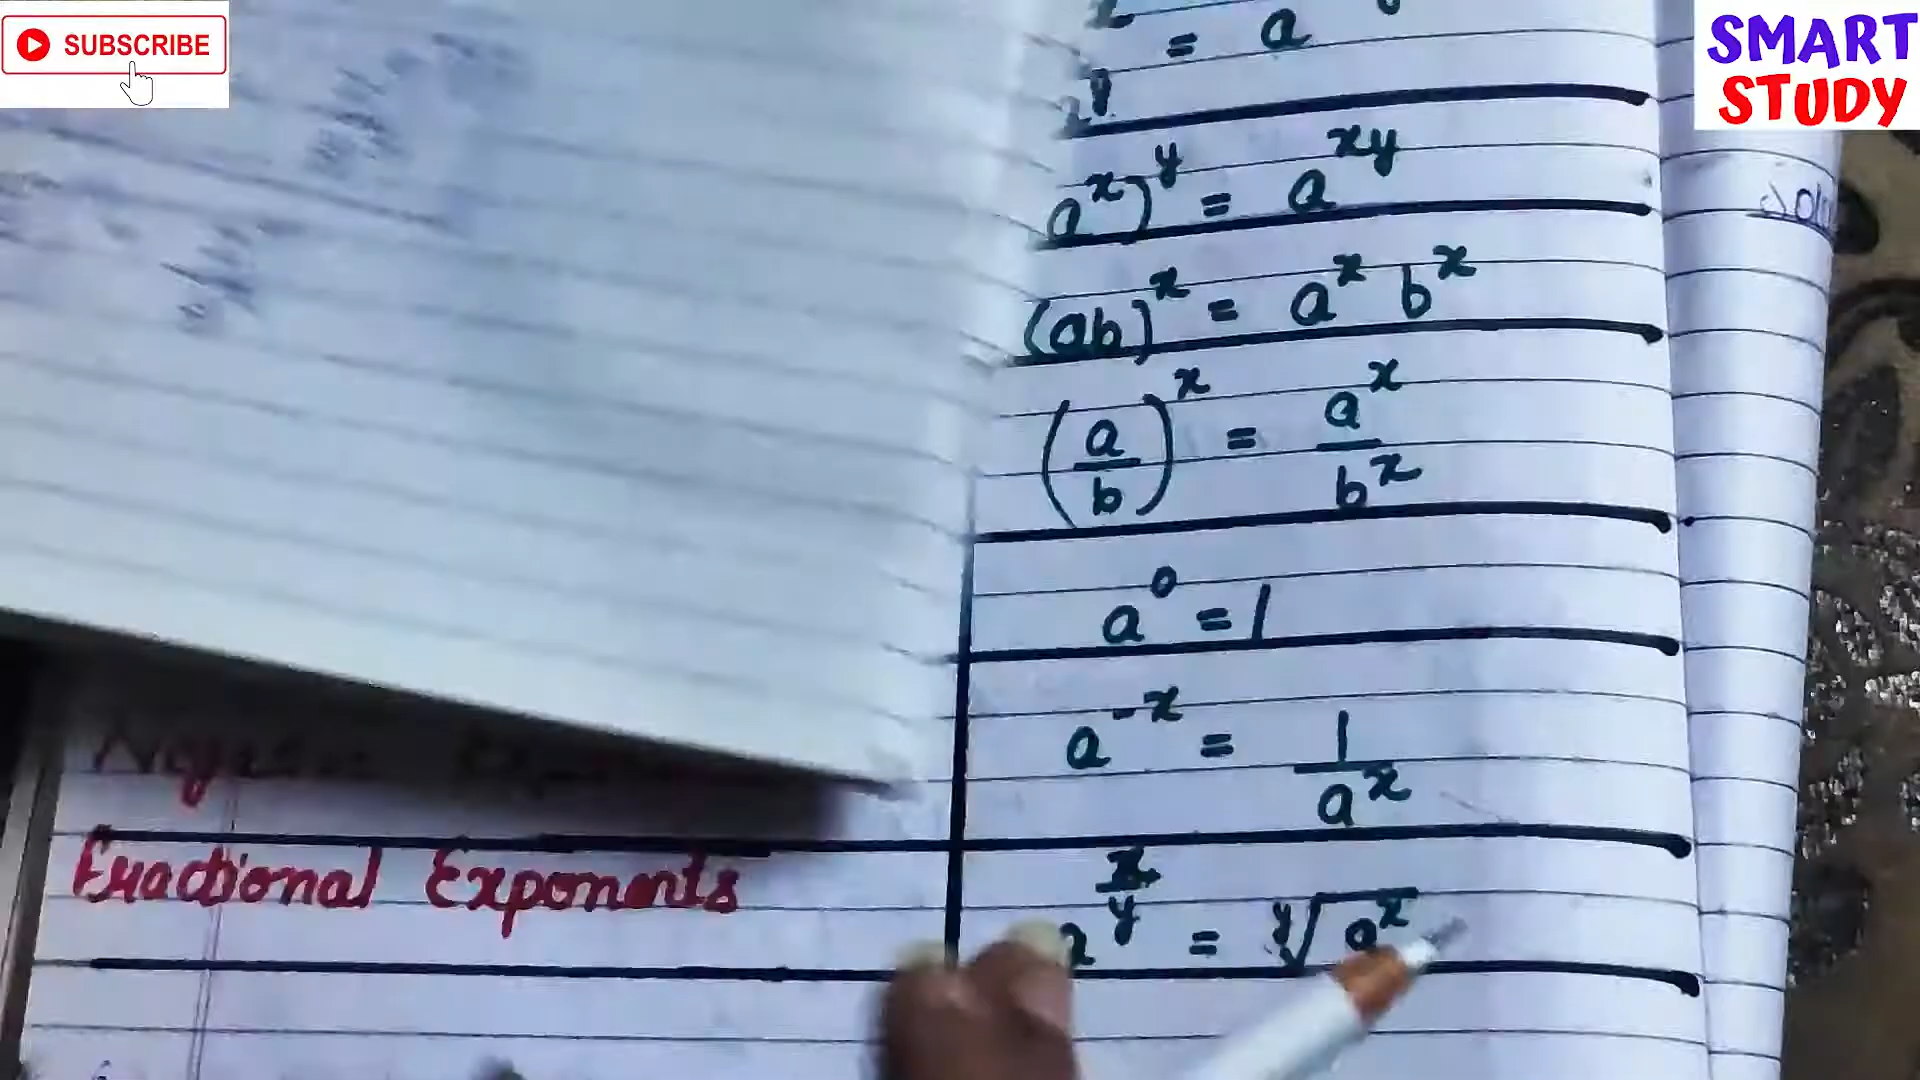 SUBSCRIBE
SMART
STUDY
= a
a^x)^y = a^xy
(ab)^x = a^x b^x
(a/b)^x = a^x/b^x
a^0 = 1
a^-x = 1/a^x
Fractional Exponents
a^x/y = y√a^x